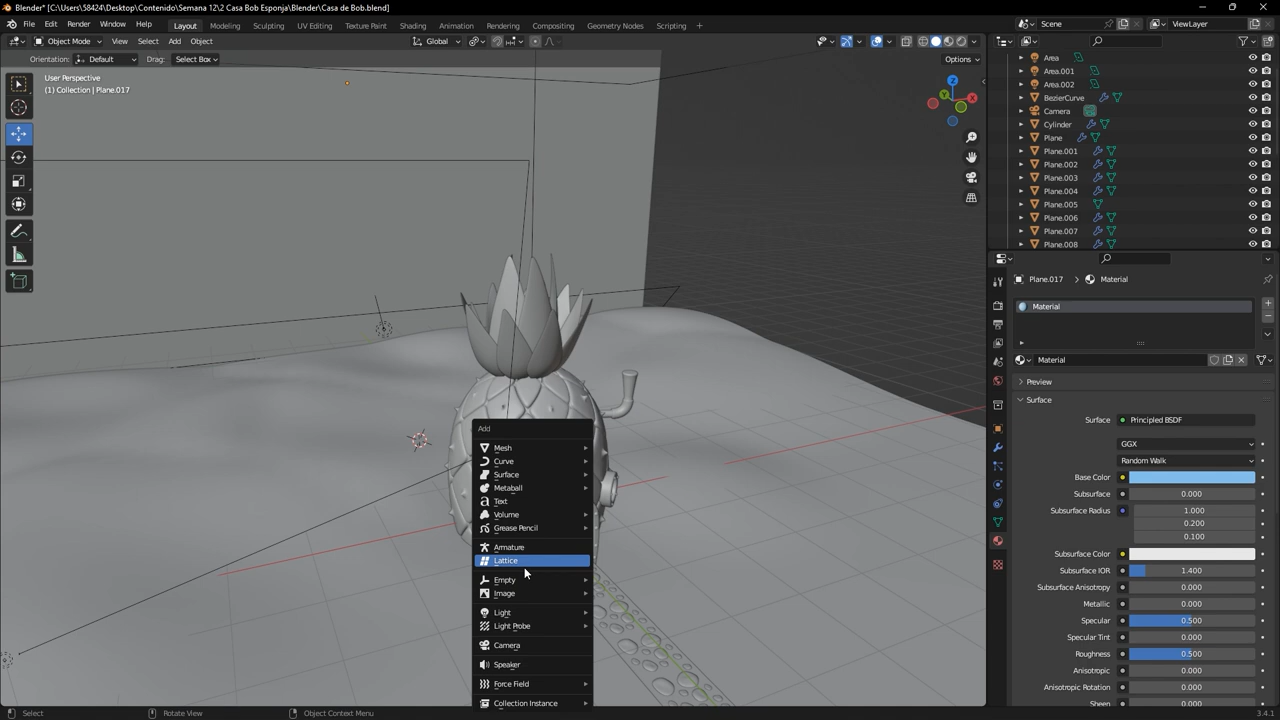 Blender* [C:\Users\58424\Desktop\Contenido\Semana 12\2 Casa Bob Esponja\Blender\Casa de Bob.blend]
File Edit Render Window Help Layout Modeling Sculpting UV Editing Texture Paint Shading Animation Rendering Compositing Geometry Nodes Scripting + Scene ViewLayer
Object Mode View Select Add Object Global
Orientation: Default Drag: Select Box Options
User Perspective
(1) Collection | Plane.017
Z
Y
X
Area
Area.001
Area.002
BezierCurve
Camera
Cylinder
Plane
Plane.001
Plane.002
Plane.003
Plane.004
Plane.005
Plane.006
Plane.007
Plane.008
Plane.017 > Material
Material
Material
Preview
Surface
Surface Principled BSDF
GGX
Random Walk
Base Color
Subsurface 0.000
Subsurface Radius 1.000
0.200
0.100
Subsurface Color
Subsurface IOR 1.400
Subsurface Anisotropy 0.000
Metallic 0.000
Specular 0.500
Specular Tint 0.000
Roughness 0.500
Anisotropic 0.000
Anisotropic Rotation 0.000
Sheen 0.000
Add
Mesh
Curve
Surface
Metaball
Text
Volume
Grease Pencil
Armature
Lattice
Empty
Image
Light
Light Probe
Camera
Speaker
Force Field
Collection Instance
Select Rotate View Object Context Menu 3.4.1